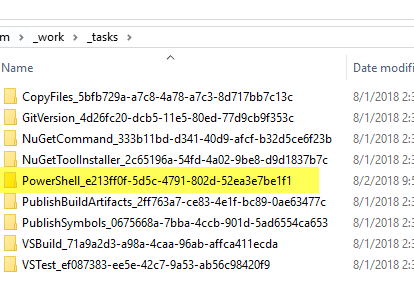 m > _work > _tasks
Name Date modifi
CopyFiles_5bfb729a-a7c8-4a78-a7c3-8d717bb7c13c 8/1/2018 2:3
GitVersion_4d26fc20-dcb5-11e5-80ed-77d9cb9f353c 8/1/2018 2:3
NuGetCommand_333b11bd-d341-40d9-afcf-b32d5ce6f23b 8/1/2018 2:3
NuGetToolInstaller_2c65196a-54fd-4a02-9be8-d9d1837b7c 8/1/2018 2:3
PowerShell_e213ff0f-5d5c-4791-802d-52ea3e7be1f1 8/2/2018 9:5
PublishBuildArtifacts_2ff763a7-ce83-4e1f-bc89-0ae63477c 8/1/2018 2:3
PublishSymbols_0675668a-7bba-4ccb-901d-5ad6554ca653 8/1/2018 2:3
VSBuild_71a9a2d3-a98a-4caa-96ab-affca411ecda 8/1/2018 2:3
VSTest_ef087383-ee5e-42c7-9a53-ab56c98420f9 8/1/2018 2:3